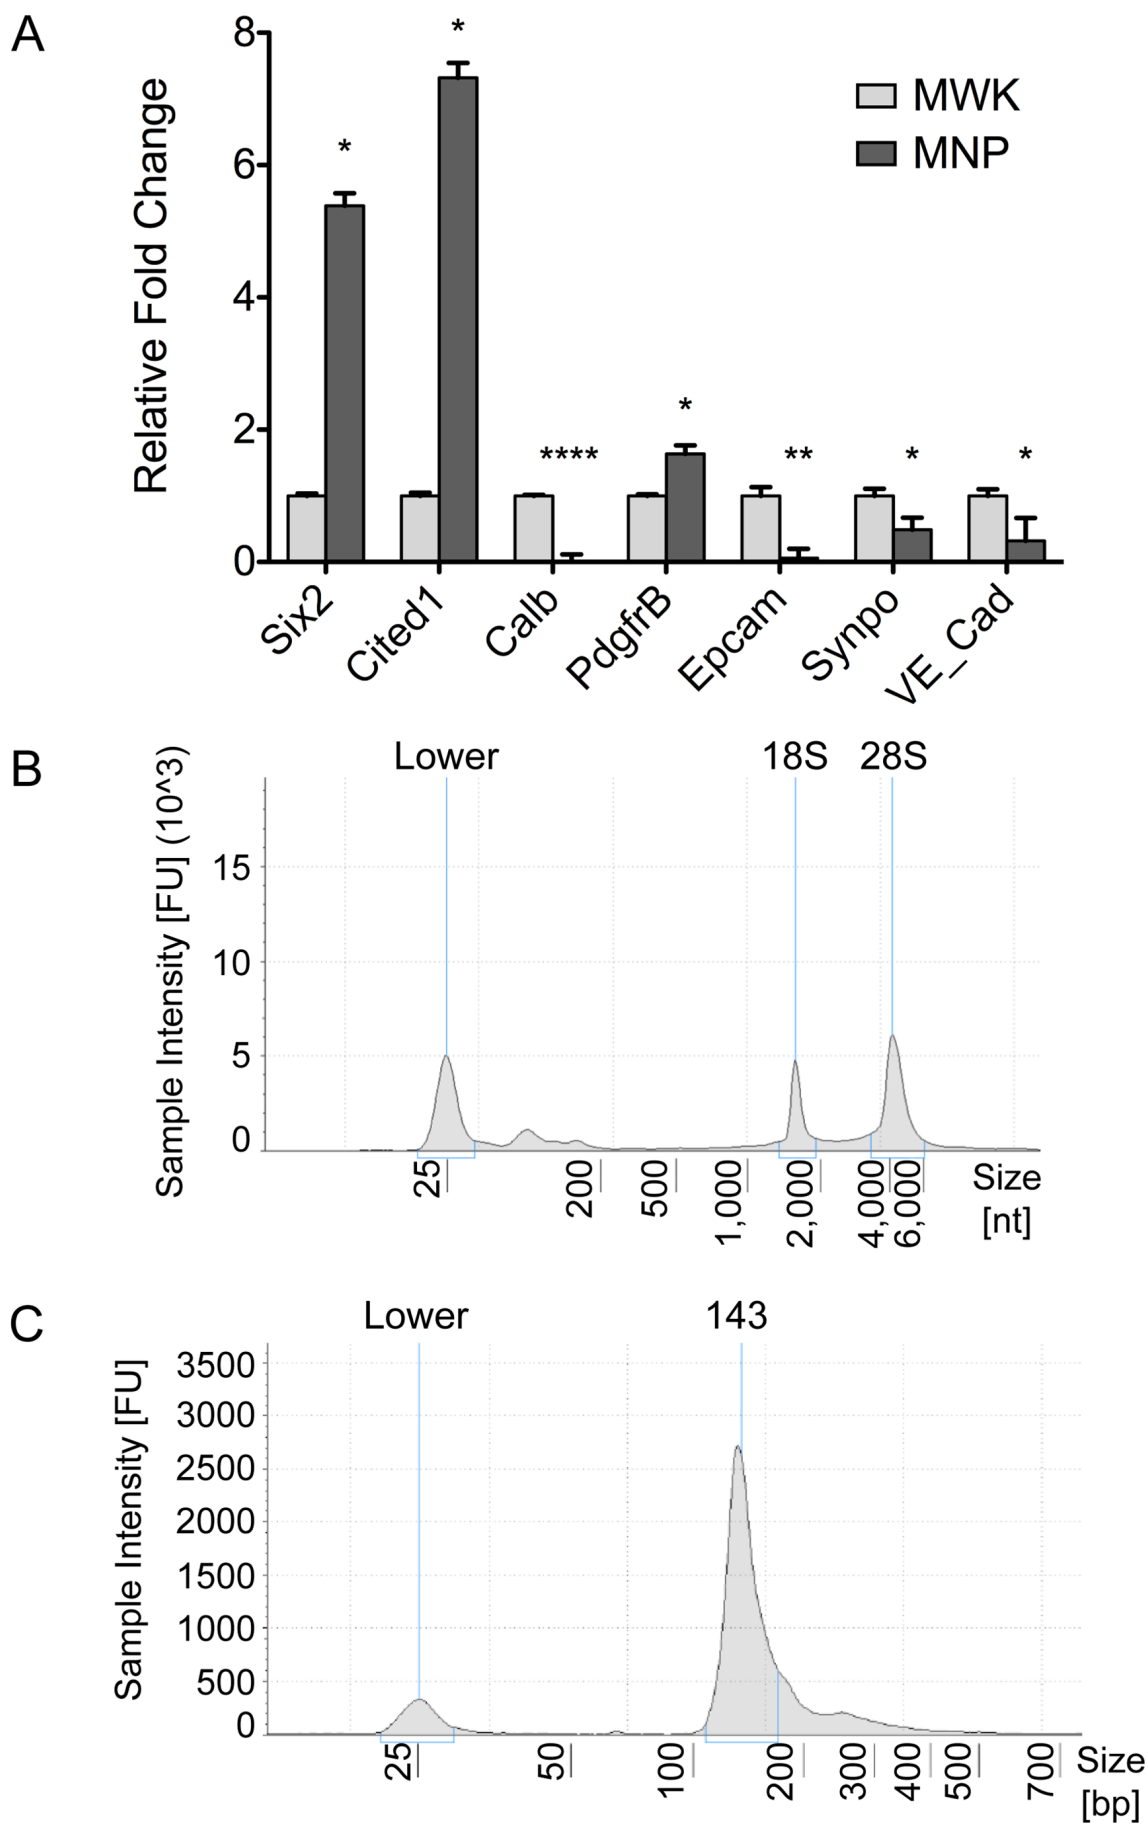 A
Relative Fold Change
8
6
4
2
0
*
*
****
*
**
*
*
MWK
MNP
Six2
Cited1
Calb
PdgfrB
Epcam
Synpo
VE_Cad
B
Lower
18S
28S
Sample Intensity [FU] (10^3)
15
10
5
0
25
200
500
1,000
2,000
4,000
6,000
Size
[nt]
C
Lower
143
Sample Intensity [FU]
3500
3000
2500
2000
1500
1000
500
0
25
50
100
200
300
400
500
700
Size
[bp]